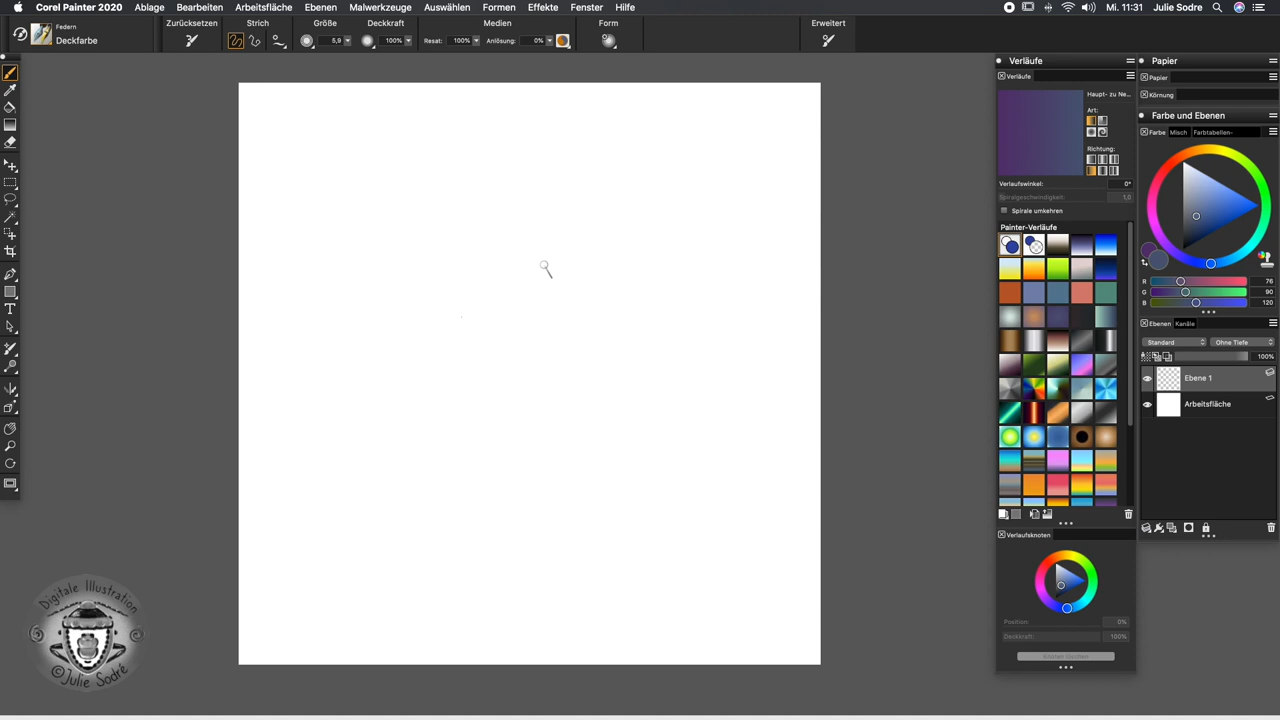 Corel Painter 2020 Ablage Bearbeiten Arbeitsfläche Ebenen Malwerkzeuge Auswählen Formen Effekte Fenster Hilfe Mi. 11:31 Julie Sodre
Federn
Deckfarbe
Zurücksetzen Strich Größe Deckkraft Medien Form Erweitert
5,9 100% Resat: 100% Anlösung: 0%
Verläufe
Verläufe
Haupt- zu Ne...
Art:
Richtung:
Verlaufswinkel: 0°
Spiralgeschwindigkeit: 1,0
Spirale umkehren
Painter-Verläufe
Verlaufsknoten
Position: 0%
Deckkraft: 100%
Papier
Papier
Körnung
Farbe und Ebenen
Farbe Misch Farbtabellen-
R 76
G 90
B 120
Ebenen Kanäle
Standard Ohne Tiefe
100%
Ebene 1
Arbeitsfläche
Digitale Illustration
©Julie Sodré